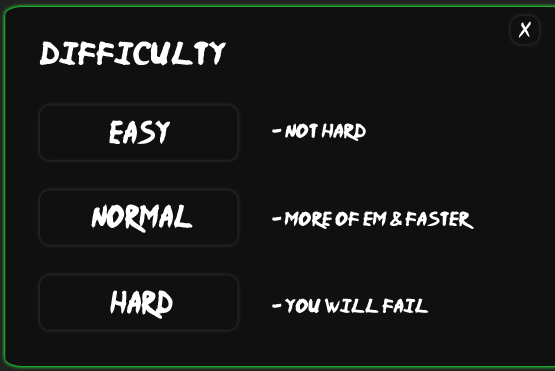 X
DIFFICULTY
EASY
- NOT HARD
NORMAL
- MORE OF EM & FASTER
HARD
- YOU WILL FAIL